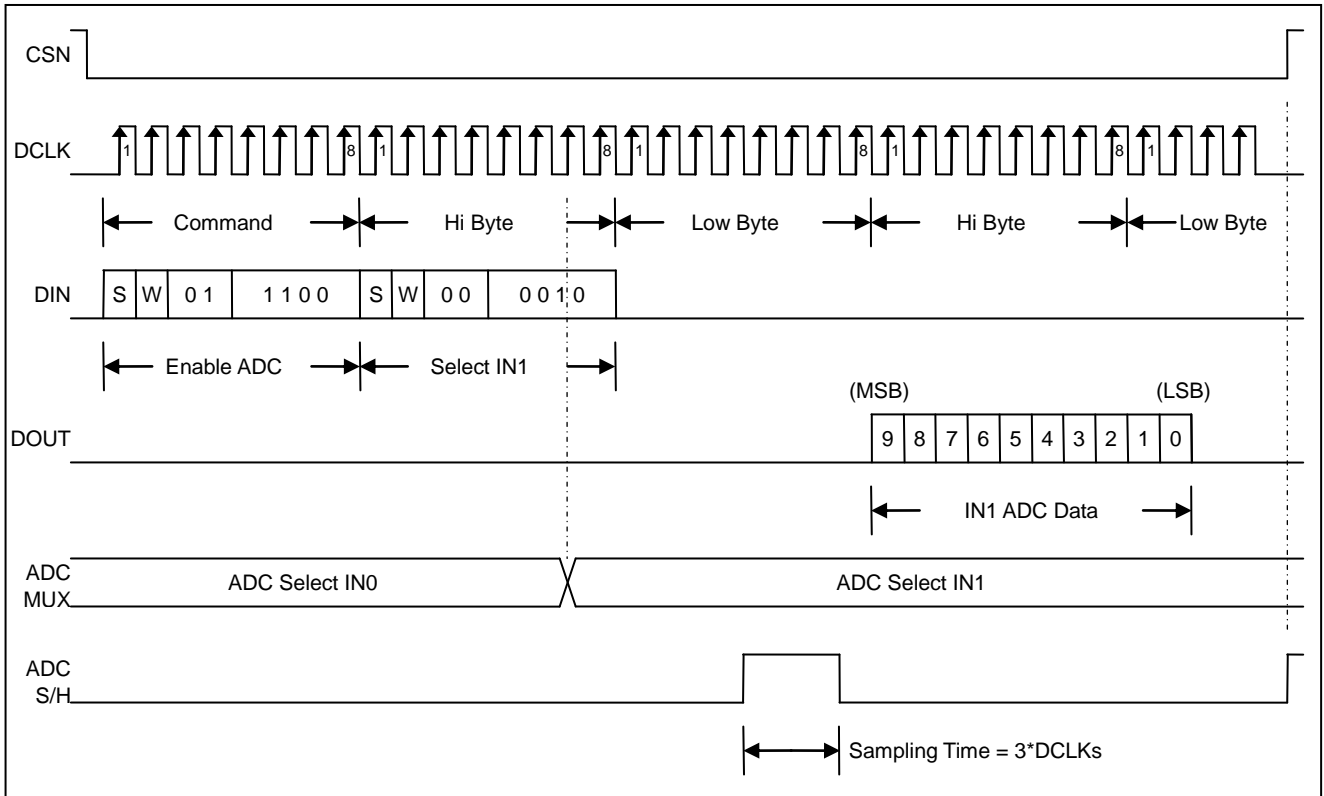 CSN
DCLK
1 8 1 8 1 8 1 8 1
Command Hi Byte Low Byte Hi Byte Low Byte
DIN S W 0 1 1 1 0 0 S W 0 0 0 0 1 0
Enable ADC Select IN1
(MSB) (LSB)
DOUT 9 8 7 6 5 4 3 2 1 0
IN1 ADC Data
ADC
MUX
ADC Select IN0 ADC Select IN1
ADC
S/H
Sampling Time = 3*DCLKs